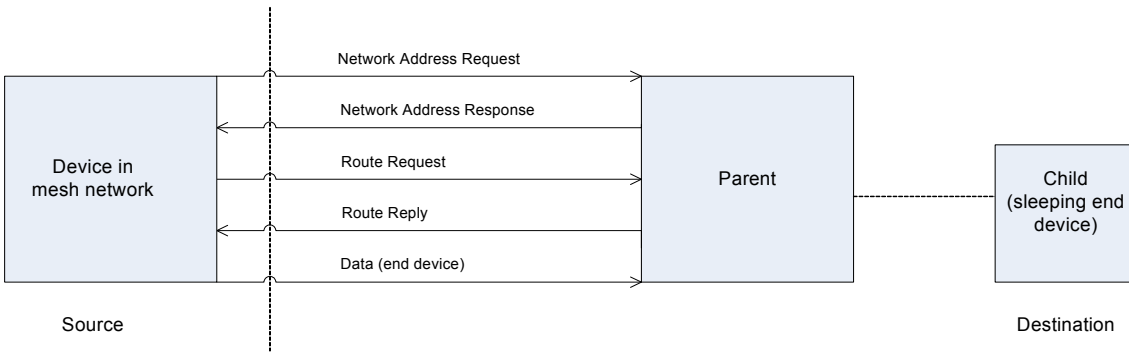 Network Address Request
Network Address Response
Route Request
Route Reply
Data (end device)
Device in
mesh network
Parent
Child
(sleeping end
device)
Source
Destination